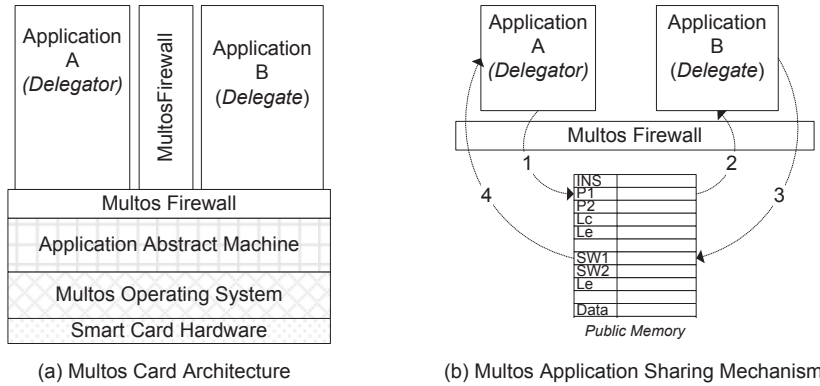 Application
A
(Delegator)
MultosFirewall
Application
B
(Delegate)
Multos Firewall
Application Abstract Machine
Multos Operating System
Smart Card Hardware
(a) Multos Card Architecture
Application
A
(Delegator)
Application
B
(Delegate)
Multos Firewall
1
2
4
3
INS
P1
P2
Lc
Le
SW1
SW2
Le
Data
Public Memory
(b) Multos Application Sharing Mechanism